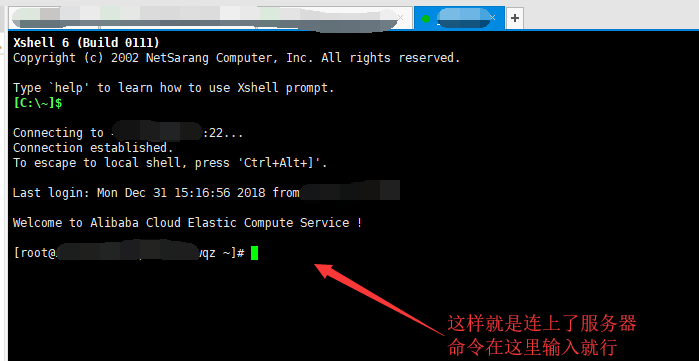 Xshell 6 (Build 0111)
Copyright (c) 2002 NetSarang Computer, Inc. All rights reserved.
Type `help' to learn how to use Xshell prompt.
[C:\~]$
Connecting to :22...
Connection established.
To escape to local shell, press 'Ctrl+Alt+]'.
Last login: Mon Dec 31 15:16:56 2018 from
Welcome to Alibaba Cloud Elastic Compute Service !
[root@ wqz ~]#
这样就是连上了服务器
命令在这里输入就行